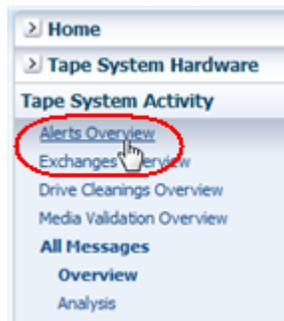 Home
Tape System Hardware
Tape System Activity
Alerts Overview
Exchanges Overview
Drive Cleanings Overview
Media Validation Overview
All Messages
Overview
Analysis